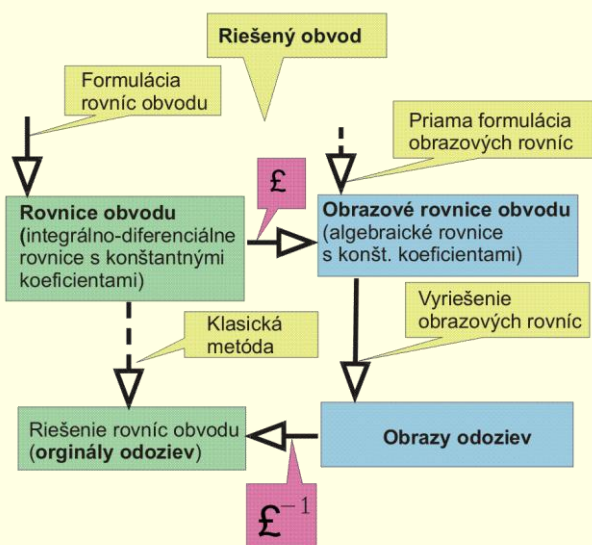 Riešený obvod
Formulácia
rovníc obvodu
Priama formulácia
obrazových rovníc
£
Rovnice obvodu
(integrálno-diferenciálne
rovnice s konštantnými
koeficientami)
Obrazové rovnice obvodu
(algebraické rovnice
s konšt. koeficientami)
Klasická
metóda
Vyriešenie
obrazových rovníc
Riešenie rovníc obvodu
(orginály odoziev)
Obrazy odoziev
£⁻¹